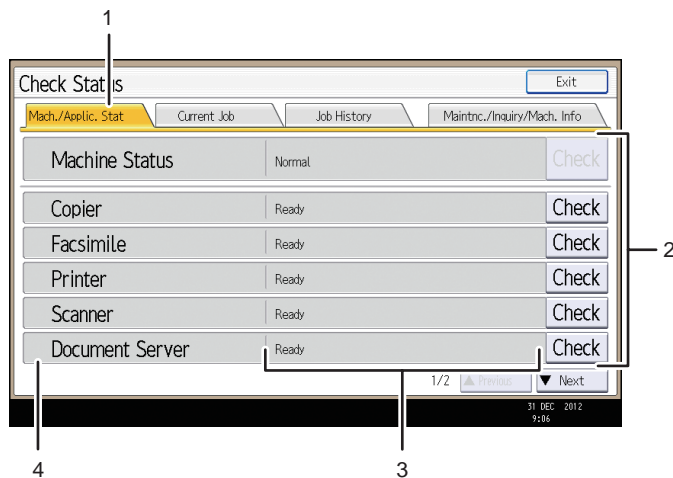 1
Check Status
Exit
Mach./Applic. Stat Current Job Job History Maintnc./Inquiry/Mach. Info
Machine Status Normal Check
Copier Ready Check
2
Facsimile Ready Check
Printer Ready Check
Scanner Ready Check
Document Server Ready Check
1/2 ▲ Previous ▼ Next
31 DEC 2012
9:06
4 3